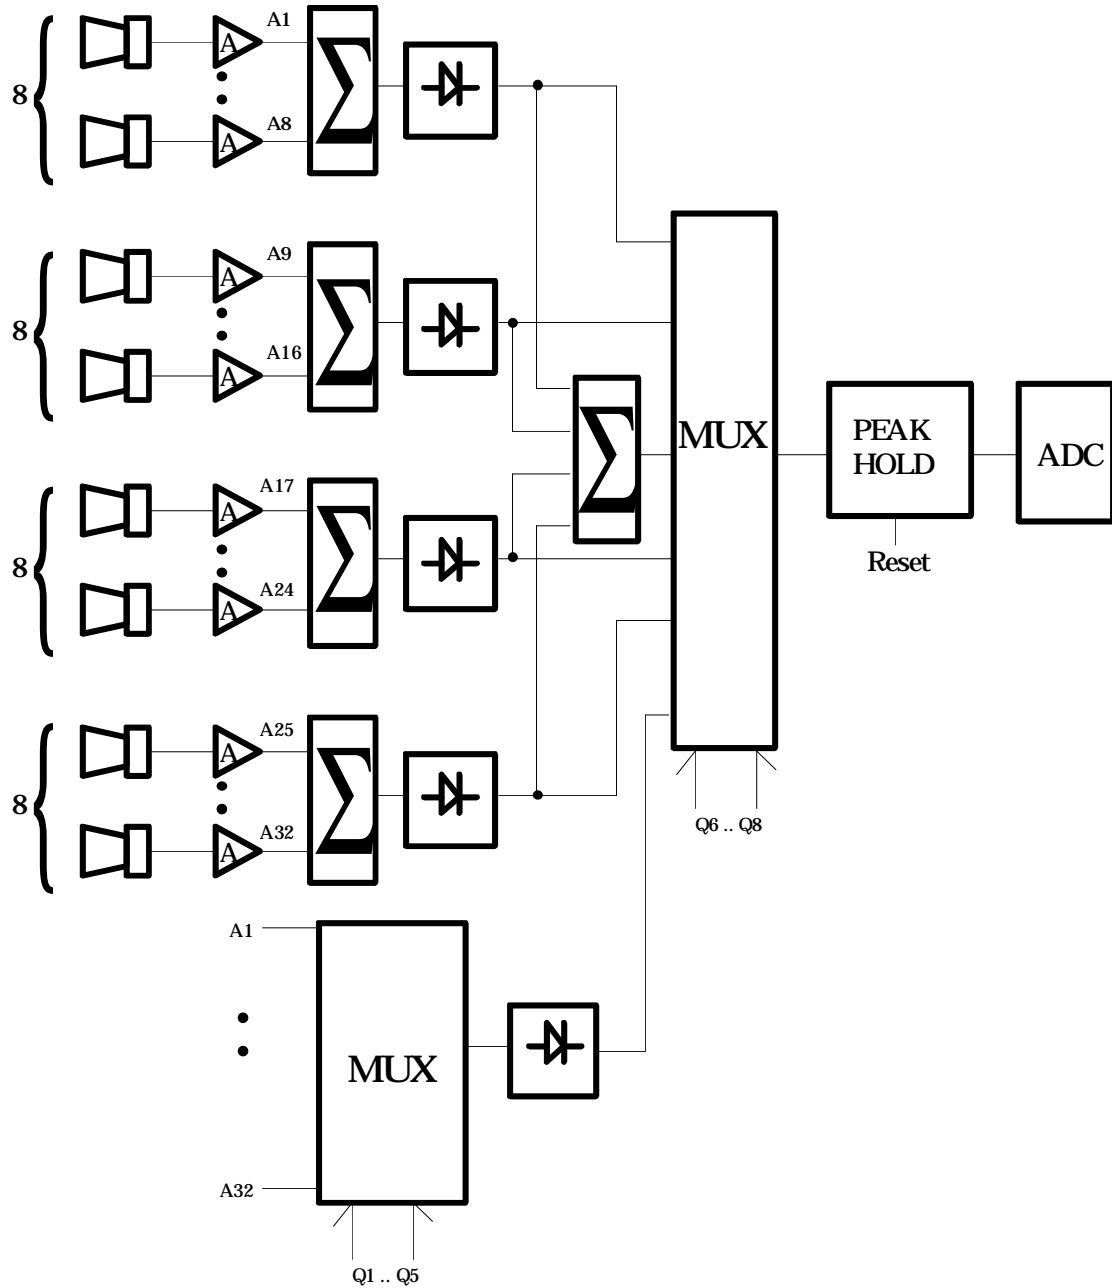 A1
8
A
A8
A
A9
8
A
A16
A
MUX
PEAK
HOLD
ADC
A17
8
A
Reset
A24
A
A25
8
A
A32
A
Q6 .. Q8
A1
MUX
A32
Q1 .. Q5